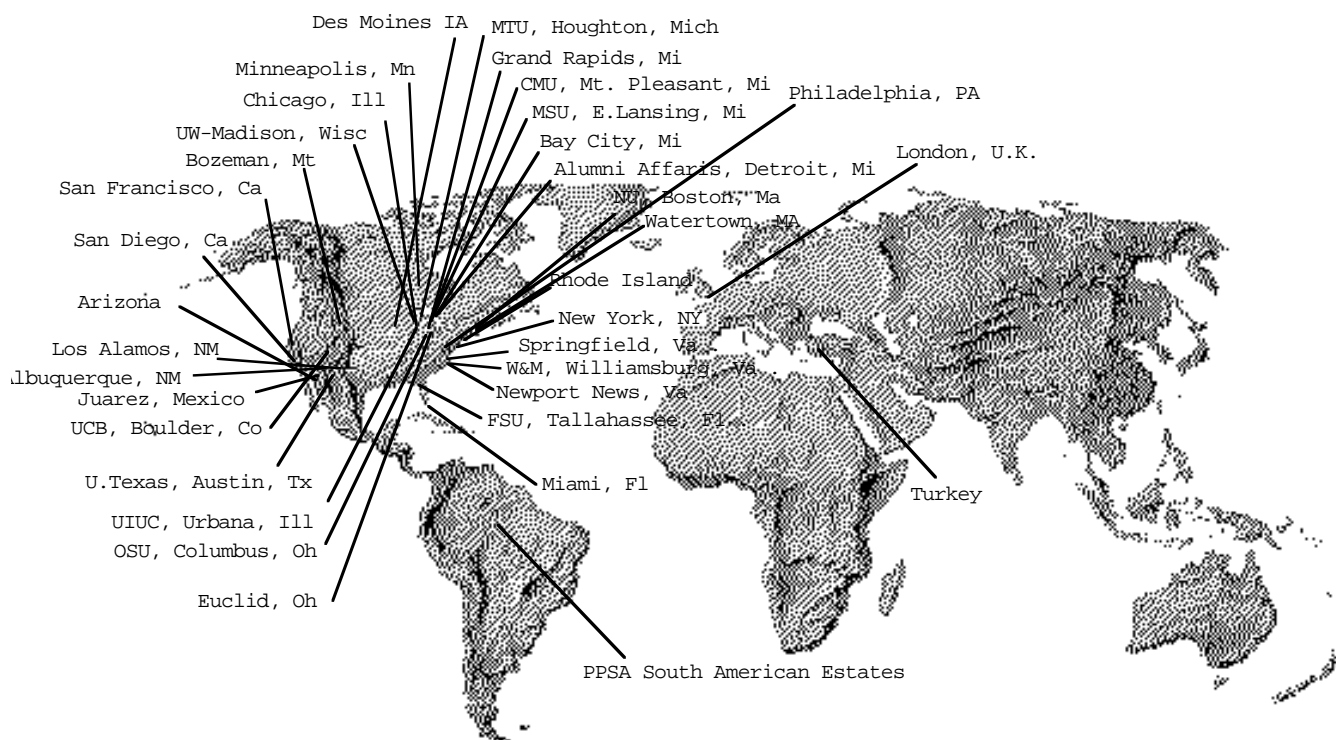 Des Moines IA
MTU, Houghton, Mich
Grand Rapids, Mi
Minneapolis, Mn
CMU, Mt. Pleasant, Mi
Philadelphia, PA
Chicago, Ill
MSU, E.Lansing, Mi
UW-Madison, Wisc
Bay City, Mi
London, U.K.
Bozeman, Mt
Alumni Affaris, Detroit, Mi
San Francisco, Ca
NU, Boston, Ma
Watertown, MA
San Diego, Ca
Rhode Island
Arizona
New York, NY
Los Alamos, NM
Springfield, Va
W&M, Williamsburg, Va
lbuquerque, NM
Newport News, Va
Juarez, Mexico
FSU, Tallahassee, Fl
UCB, Boulder, Co
U.Texas, Austin, Tx
Miami, Fl
Turkey
UIUC, Urbana, Ill
OSU, Columbus, Oh
Euclid, Oh
PPSA South American Estates